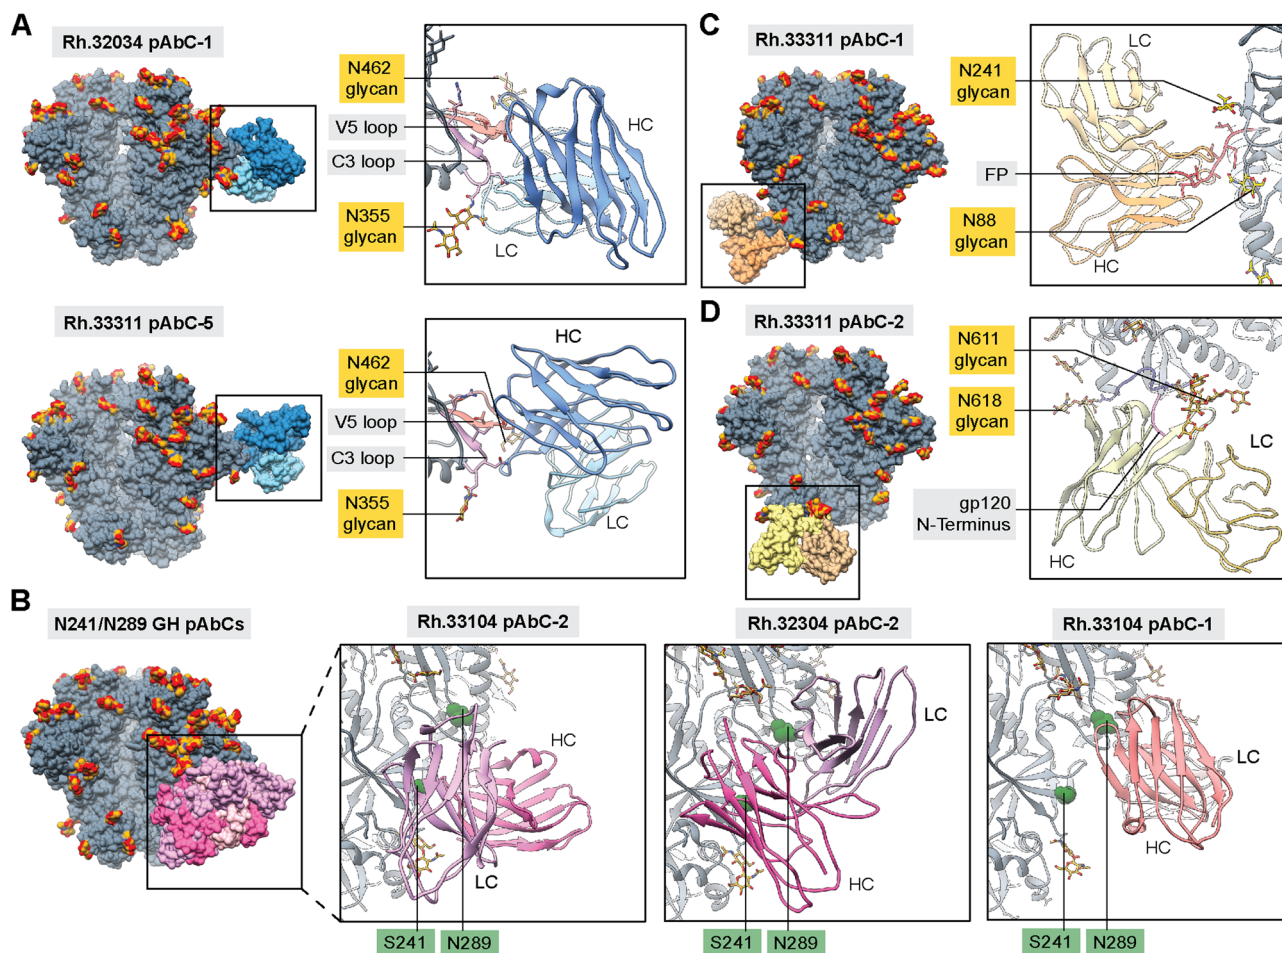 A
Rh.32034 pAbC-1
N462
glycan
V5 loop
C3 loop
N355
glycan
HC
LC
Rh.33311 pAbC-5
N462
glycan
V5 loop
C3 loop
N355
glycan
HC
LC
C
Rh.33311 pAbC-1
N241
glycan
FP
N88
glycan
LC
HC
D
Rh.33311 pAbC-2
N611
glycan
N618
glycan
gp120
N-Terminus
LC
HC
B
N241/N289 GH pAbCs
Rh.33104 pAbC-2
HC
LC
S241
N289
Rh.32304 pAbC-2
LC
HC
S241
N289
Rh.33104 pAbC-1
LC
HC
S241
N289